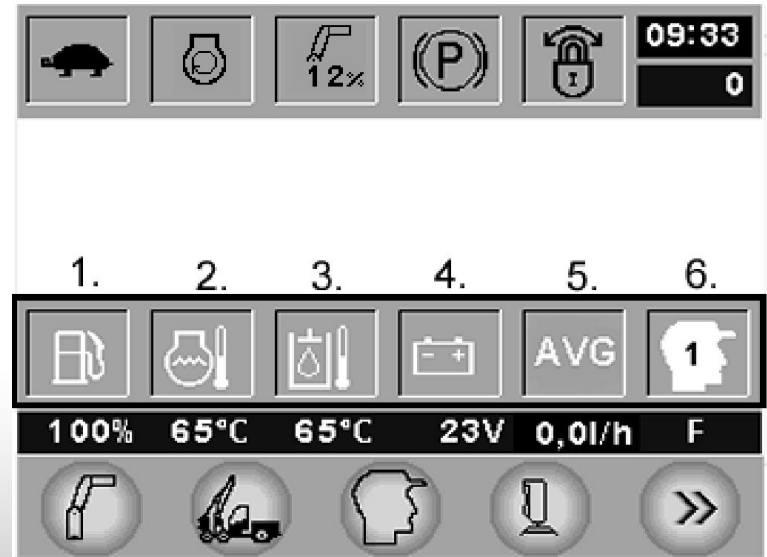 09:33
12% (P) I 0
1. 2. 3. 4. 5. 6.
- + AVG 1
100% 65°C 65°C 23V 0,0l/h F
»